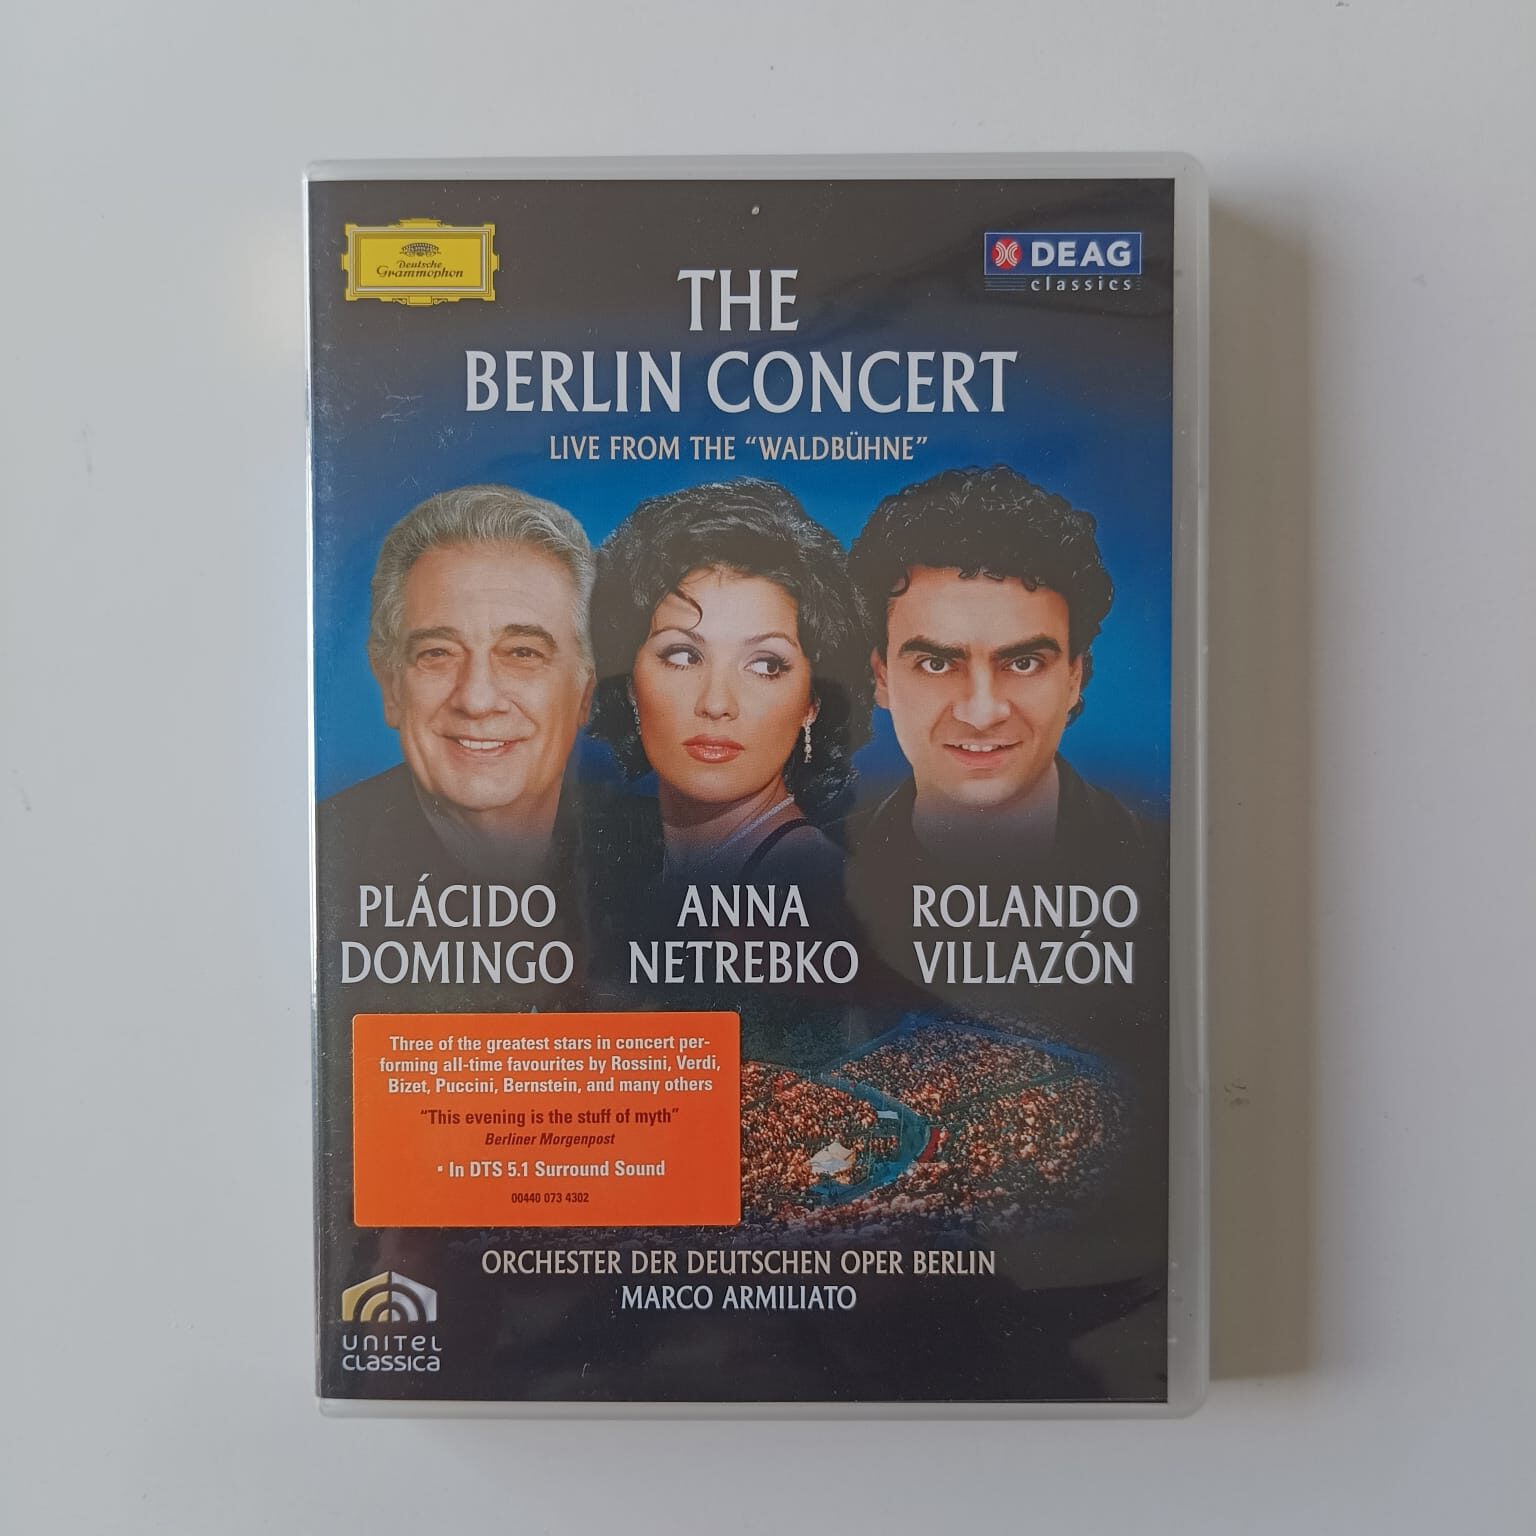 Deutsche
Grammophon
DEAG
classics
THE
BERLIN CONCERT
LIVE FROM THE “WALDBÜHNE”
PLÁCIDO
DOMINGO
ANNA
NETREBKO
ROLANDO
VILLAZÓN
Three of the greatest stars in concert per-
forming all-time favourites by Rossini, Verdi,
Bizet, Puccini, Bernstein, and many others
“This evening is the stuff of myth”
Berliner Morgenpost
· In DTS 5.1 Surround Sound
00440 073 4302
ORCHESTER DER DEUTSCHEN OPER BERLIN
MARCO ARMILIATO
UNITEL
CLASSICA